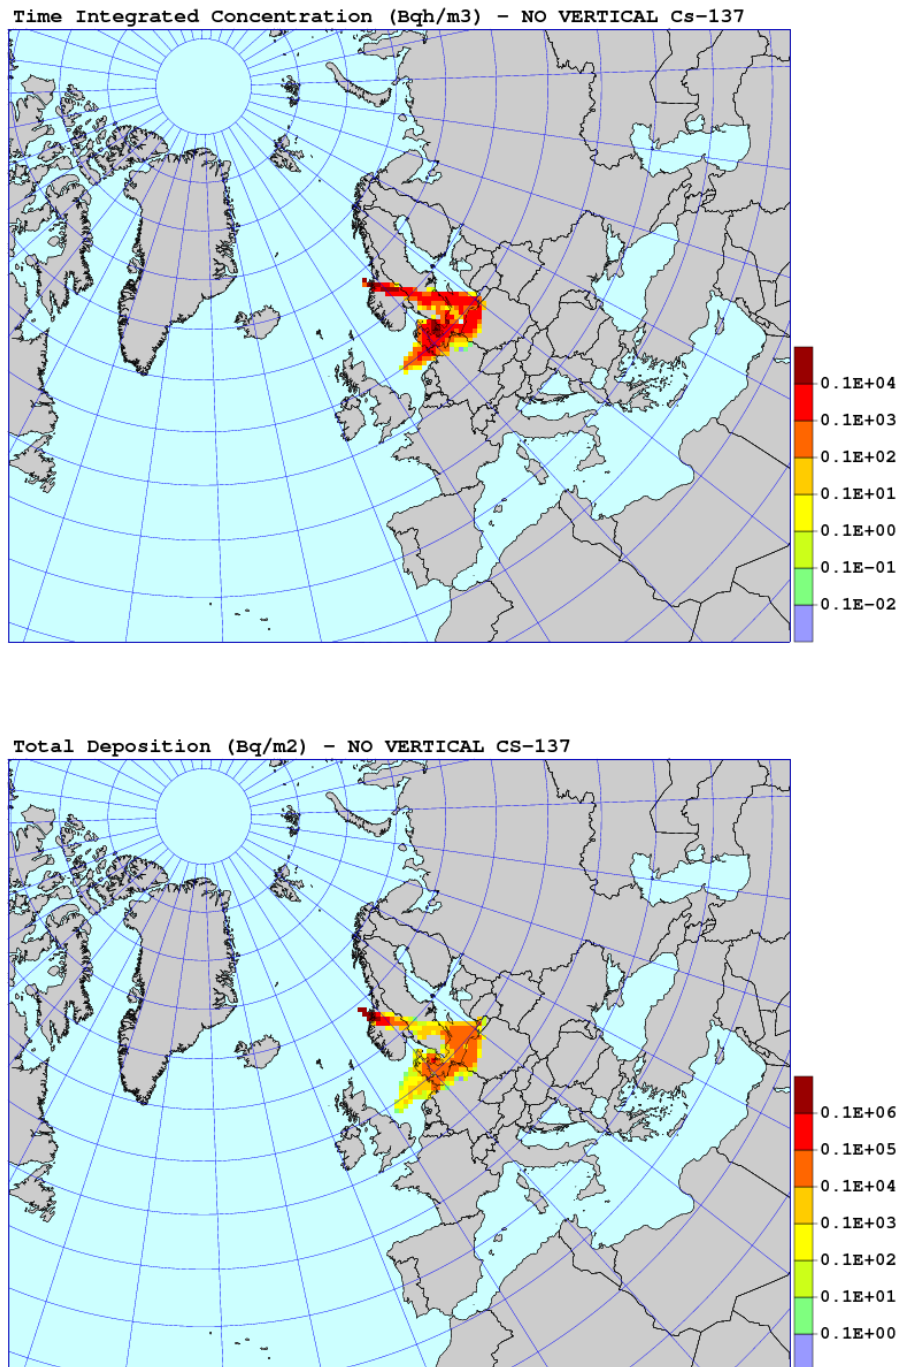 Time Integrated Concentration (Bqh/m3) - NO VERTICAL Cs-137
0.1E+04
0.1E+03
0.1E+02
0.1E+01
0.1E+00
0.1E-01
0.1E-02
Total Deposition (Bq/m2) - NO VERTICAL CS-137
0.1E+06
0.1E+05
0.1E+04
0.1E+03
0.1E+02
0.1E+01
0.1E+00